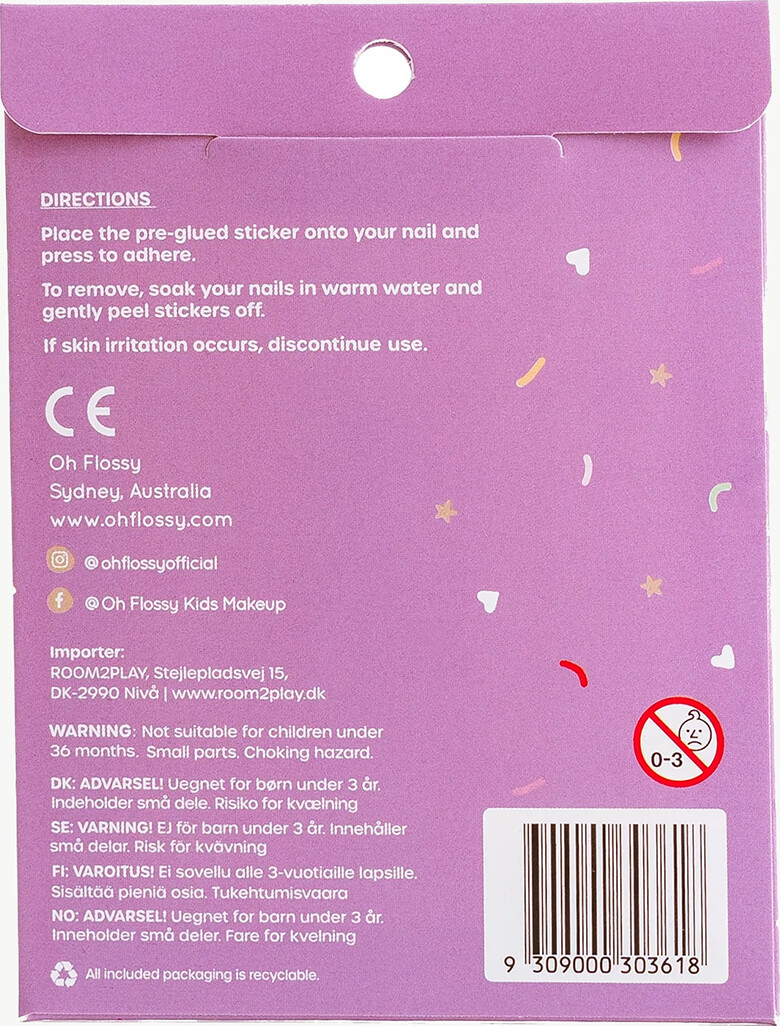 DIRECTIONS
Place the pre-glued sticker onto your nail and
press to adhere.
To remove, soak your nails in warm water and
gently peel stickers off.
If skin irritation occurs, discontinue use.
CE
Oh Flossy
Sydney, Australia
www.ohflossy.com
@ohflossyofficial
@Oh Flossy Kids Makeup
Importer:
ROOM2PLAY, Stejlepladsvej 15,
DK-2990 Nivå | www.room2play.dk
WARNING: Not suitable for children under
36 months. Small parts. Choking hazard.
DK: ADVARSEL! Uegnet for børn under 3 år.
Indeholder små dele. Risiko for kvælning
SE: VARNING! EJ för barn under 3 år. Innehåller
små delar. Risk för kvävning
FI: VAROITUS! Ei sovellu alle 3-vuotiaille lapsille.
Sisältää pieniä osia. Tukehtumisvaara
NO: ADVARSEL! Uegnet for barn under 3 år.
Inneholder små deler. Fare for kvelning
All included packaging is recyclable.
0-3
9 309000 303618